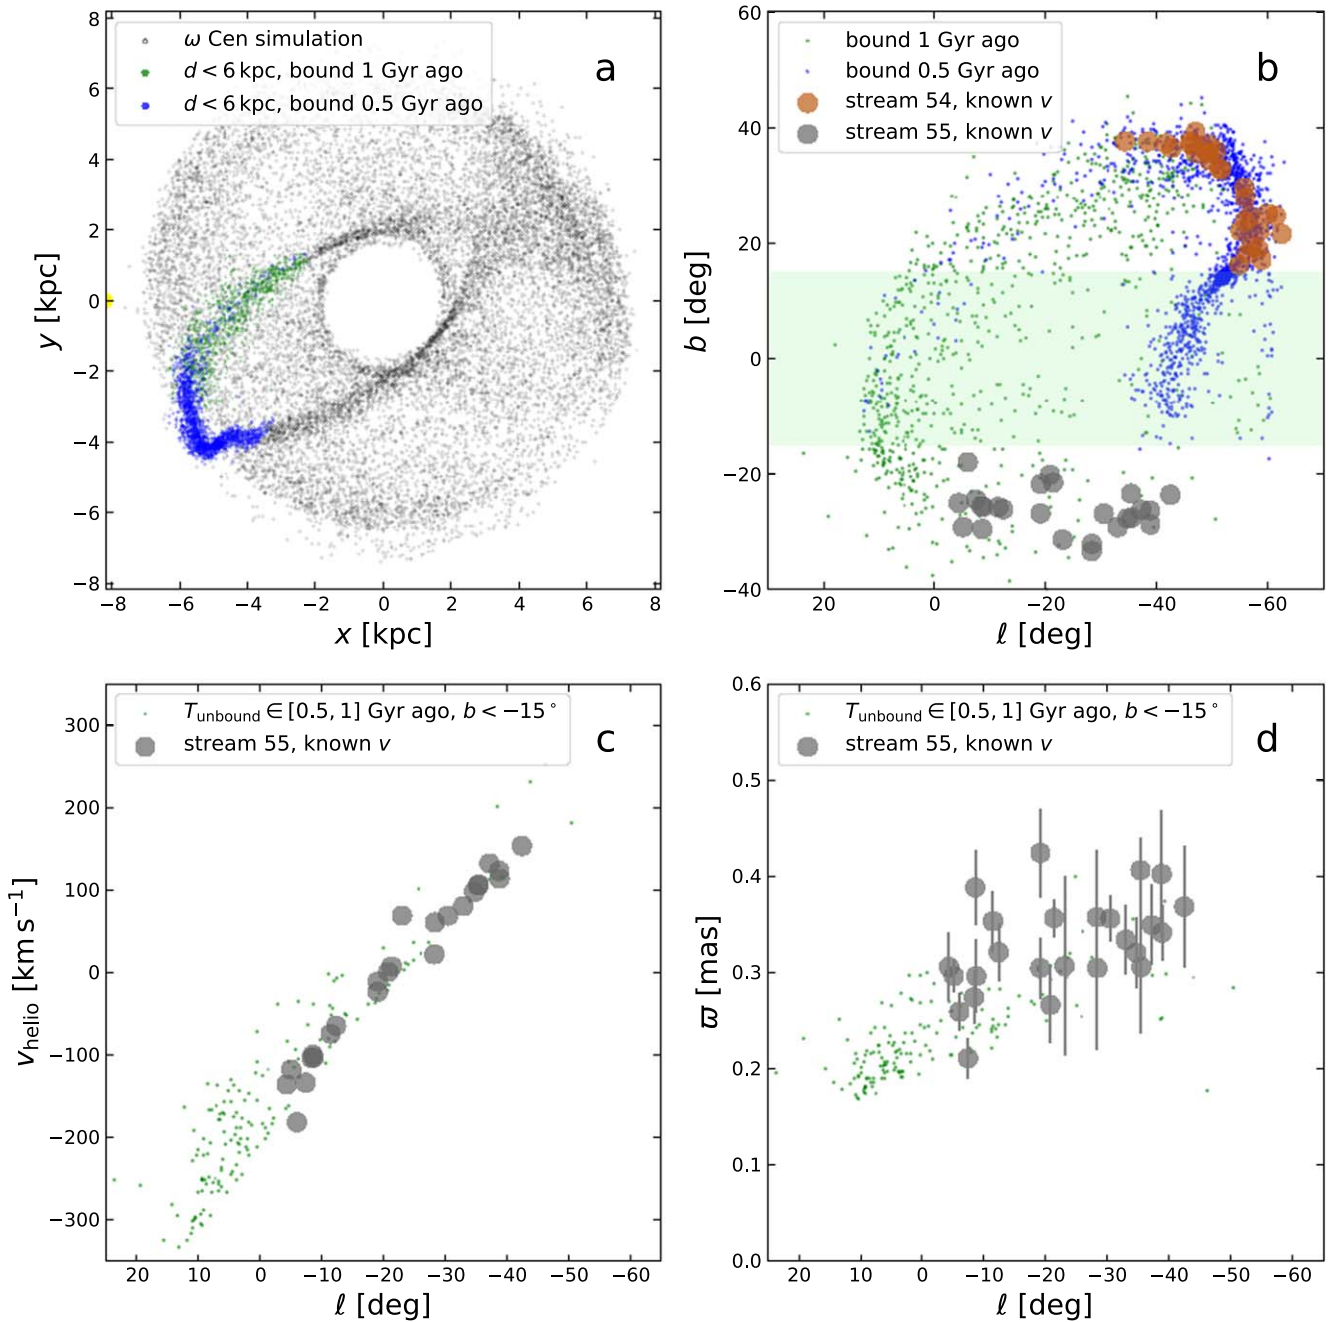 ω Cen simulation
d < 6 kpc, bound 1 Gyr ago
d < 6 kpc, bound 0.5 Gyr ago
a
8
6
4
2
0
−2
−4
−6
−8
y [kpc]
−8 −6 −4 −2 0 2 4 6 8
x [kpc]
bound 1 Gyr ago
bound 0.5 Gyr ago
stream 54, known v
stream 55, known v
b
60
40
20
0
−20
−40
b [deg]
20 0 −20 −40 −60
ℓ [deg]
T_unbound ∈ [0.5, 1] Gyr ago, b < −15°
stream 55, known v
c
300
200
100
0
−100
−200
−300
v_helio [km s⁻¹]
20 10 0 −10 −20 −30 −40 −50 −60
ℓ [deg]
T_unbound ∈ [0.5, 1] Gyr ago, b < −15°
stream 55, known v
d
0.6
0.5
0.4
0.3
0.2
0.1
0.0
ϖ [mas]
20 10 0 −10 −20 −30 −40 −50 −60
ℓ [deg]